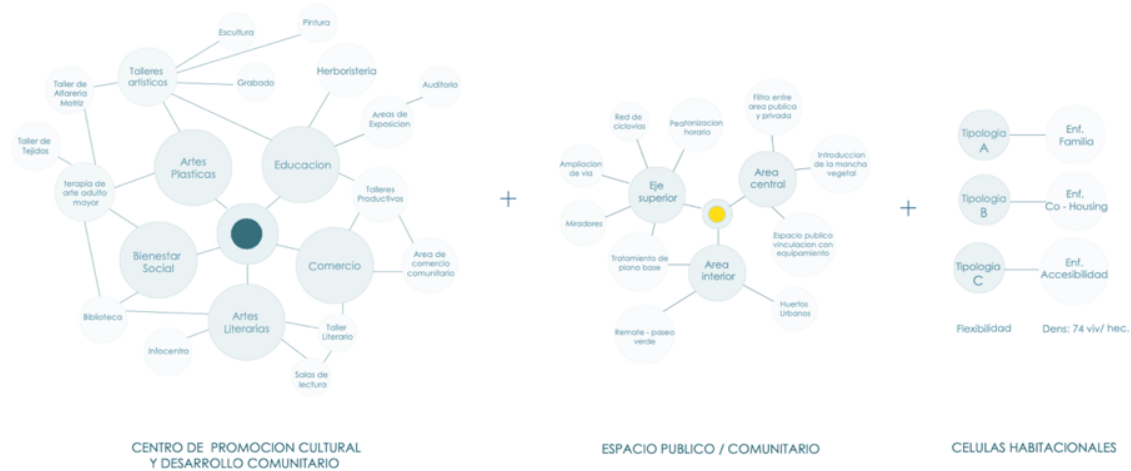 Escultura
Pintura
Talleres
artísticos
Herboristeria
Taller de
Alfareria
Matriz
Grabado
Auditorio
Areas de
Exposicion
Taller de
Tejidos
Artes
Plasticas
Educacion
terapia de
arte adulto
mayor
Talleres
Productivos
Bienestar
Social
Comercio
Area de
comercio
comunitario
Biblioteca
Artes
Literarias
Taller
Literario
Infocentro
Salas de
lectura
CENTRO DE PROMOCION CULTURAL
Y DESARROLLO COMUNITARIO
+
Red de
ciclovias
Peatonizacion
horaria
Filtro entre
area publica
y privada
Ampliacion
de via
Eje
superior
Area
central
Introduccion
de la mancha
vegetal
Miradores
Espacio publico
vinculacion con
equipamiento
Tratamiento de
plano base
Area
interior
Huertos
Urbanos
Remate - paseo
verde
ESPACIO PUBLICO / COMUNITARIO
+
Tipologia
A
Enf.
Familia
Tipologia
B
Enf.
Co - Housing
Tipologia
C
Enf.
Accesibilidad
Flexibilidad
Dens: 74 viv/ hec.
CELULAS HABITACIONALES